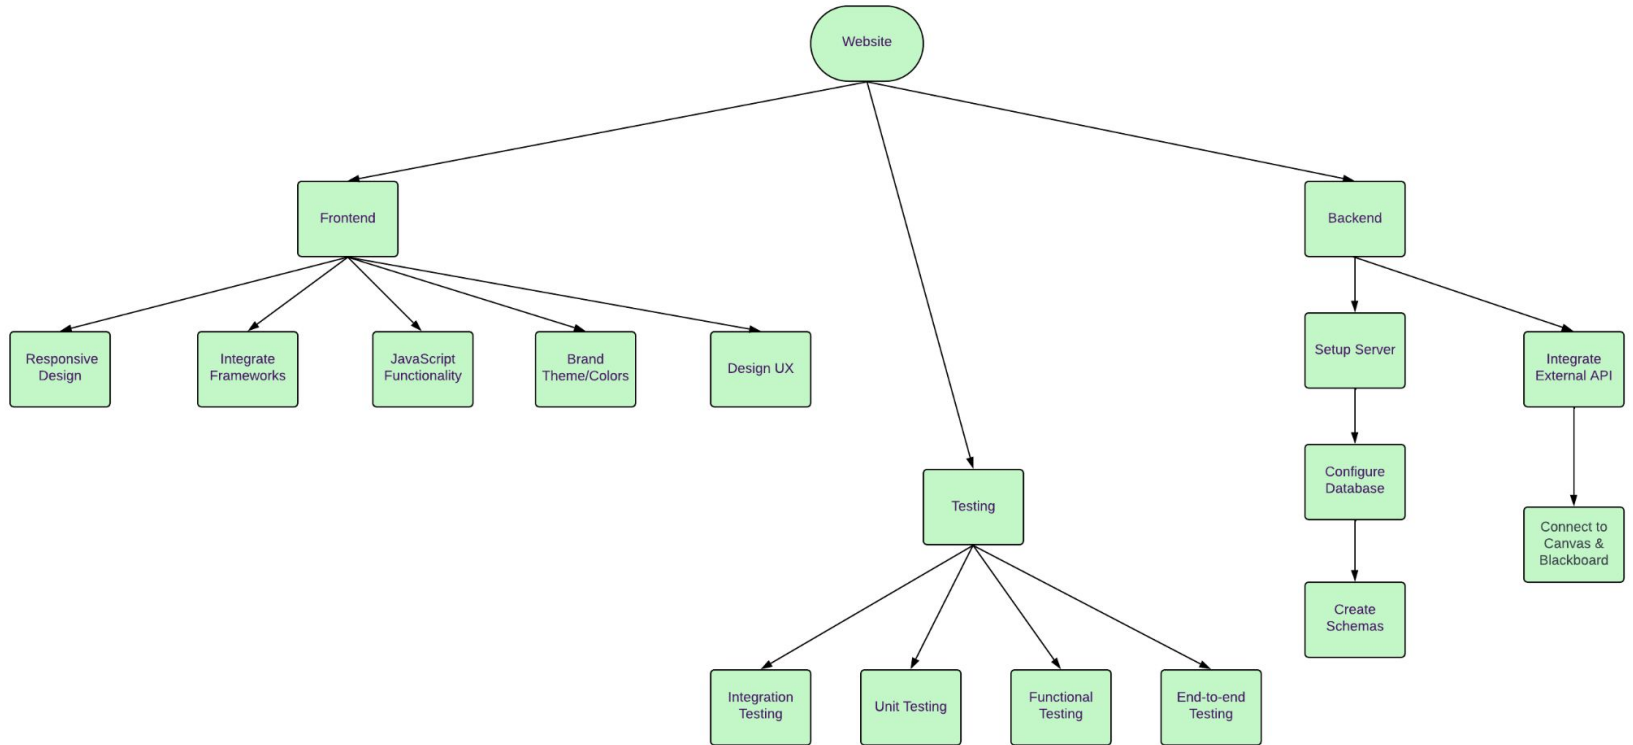 Website
Frontend
Backend
Responsive
Design
Integrate
Frameworks
JavaScript
Functionality
Brand
Theme/Colors
Design UX
Setup Server
Integrate
External API
Configure
Database
Testing
Connect to
Canvas &
Blackboard
Create
Schemas
Integration
Testing
Unit Testing
Functional
Testing
End-to-end
Testing